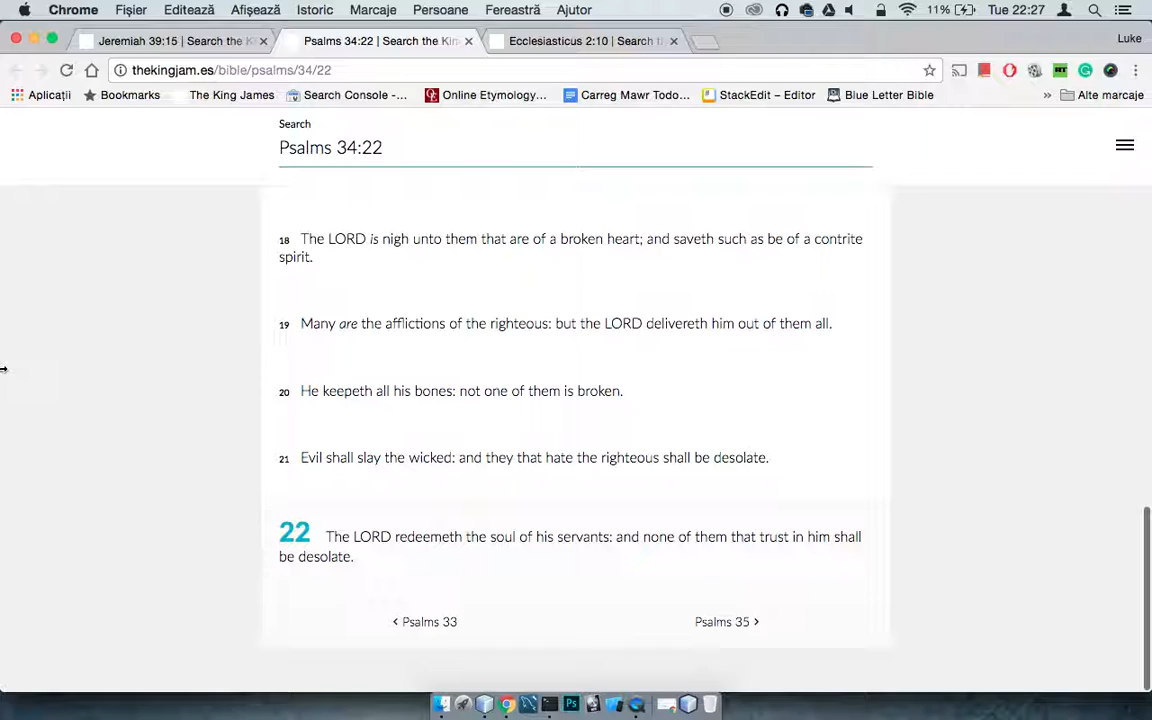 Chrome Fișier Editează Afișează Istoric Marcaje Persoane Fereastră Ajutor 11% Tue 22:27
Jeremiah 39:15 | Search the Psalms 34:22 | Search the Kin Ecclesiasticus 2:10 | Search Luke
thekingjam.es/bible/psalms/34/22
Aplicații Bookmarks The King James Search Console -... Online Etymology... Carreg Mawr Todo... StackEdit – Editor Blue Letter Bible » Alte marcaje
Search
Psalms 34:22
18 The LORD is nigh unto them that are of a broken heart; and saveth such as be of a contrite
spirit.
19 Many are the afflictions of the righteous: but the LORD delivereth him out of them all.
20 He keepeth all his bones: not one of them is broken.
21 Evil shall slay the wicked: and they that hate the righteous shall be desolate.
22 The LORD redeemeth the soul of his servants: and none of them that trust in him shall
be desolate.
< Psalms 33 Psalms 35 >